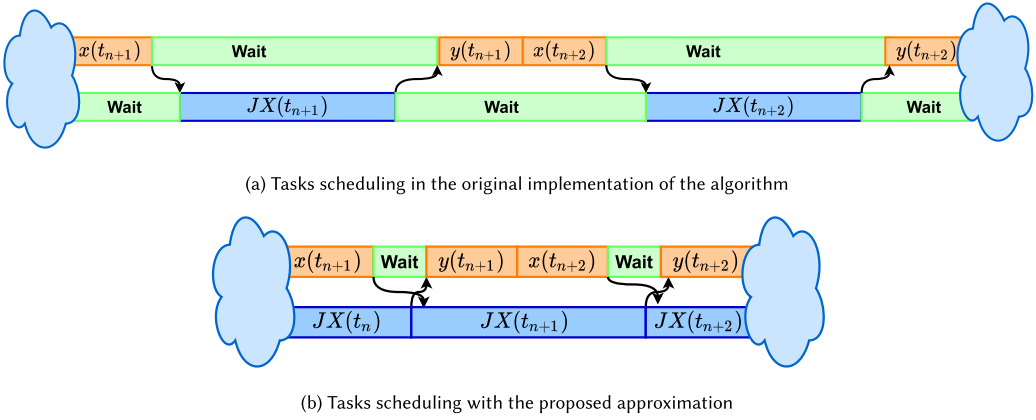 x(t_{n+1}) Wait y(t_{n+1}) x(t_{n+2}) Wait y(t_{n+2})
Wait JX(t_{n+1}) Wait JX(t_{n+2}) Wait
(a) Tasks scheduling in the original implementation of the algorithm
x(t_{n+1}) Wait y(t_{n+1}) x(t_{n+2}) Wait y(t_{n+2})
JX(t_n) JX(t_{n+1}) JX(t_{n+2})
(b) Tasks scheduling with the proposed approximation